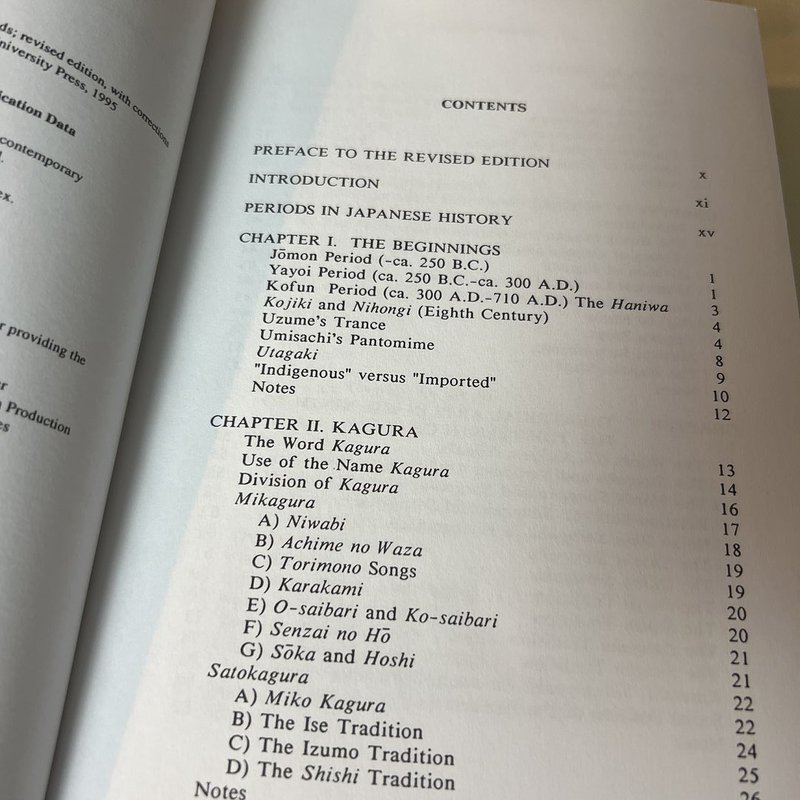 ds; revised edition, with corrections
niversity Press, 1995
ication Data
contemporary
ex.
r providing the
Production
CONTENTS
PREFACE TO THE REVISED EDITION x
INTRODUCTION xi
PERIODS IN JAPANESE HISTORY xv
CHAPTER I. THE BEGINNINGS
Jōmon Period (-ca. 250 B.C.) 1
Yayoi Period (ca. 250 B.C.-ca. 300 A.D.) 1
Kofun Period (ca. 300 A.D.-710 A.D.) The Haniwa 3
Kojiki and Nihongi (Eighth Century) 4
Uzume's Trance 4
Umisachi's Pantomime 8
Utagaki 9
"Indigenous" versus "Imported" 10
Notes 12
CHAPTER II. KAGURA
The Word Kagura 13
Use of the Name Kagura 14
Division of Kagura 16
Mikagura 17
A) Niwabi 18
B) Achime no Waza 19
C) Torimono Songs 19
D) Karakami 20
E) O-saibari and Ko-saibari 20
F) Senzai no Hō 21
G) Sōka and Hoshi 21
Satokagura 22
A) Miko Kagura 22
B) The Ise Tradition 24
C) The Izumo Tradition 25
D) The Shishi Tradition 26
Notes